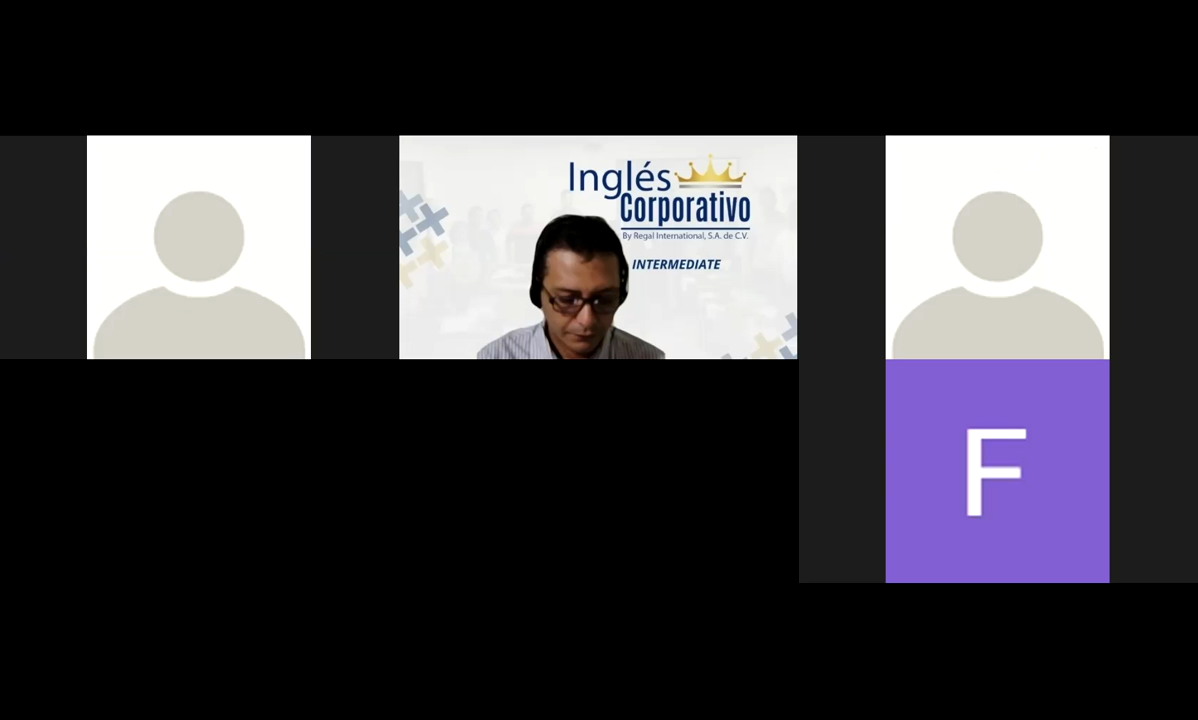 Inglés
Corporativo
By Regal International, S.A. de C.V.
INTERMEDIATE
F